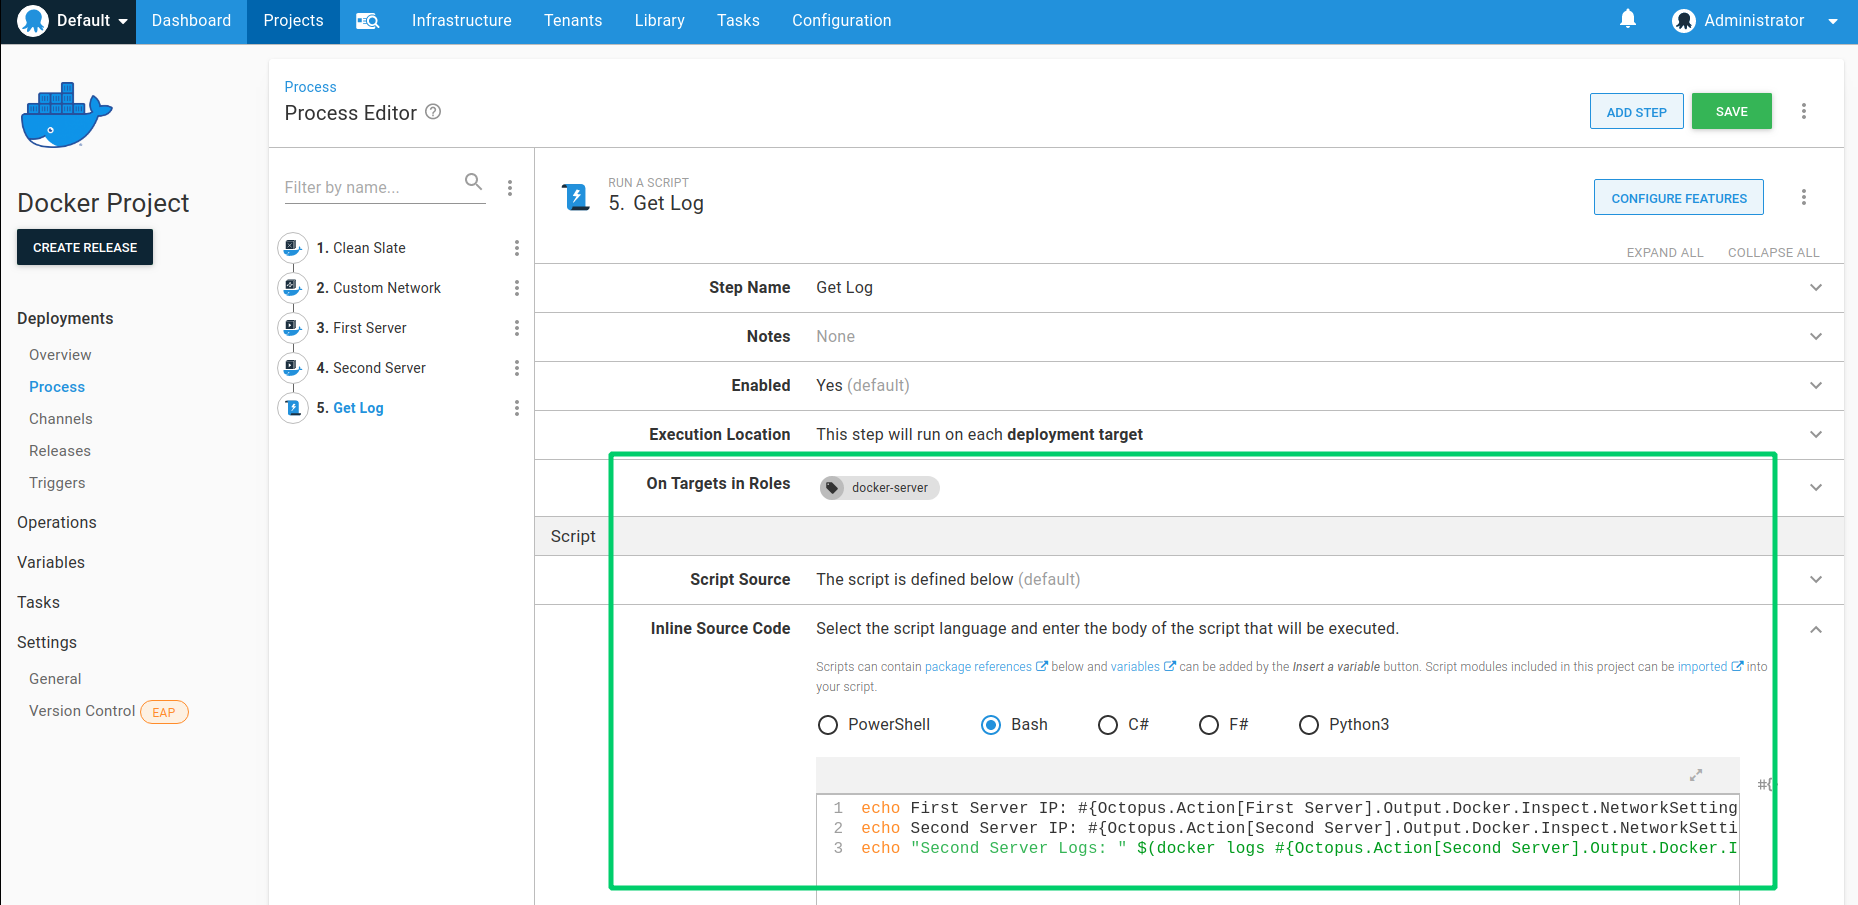 Default Dashboard Projects Infrastructure Tenants Library Tasks Configuration Administrator
Process
Process Editor
ADD STEP SAVE
Docker Project
CREATE RELEASE
Deployments
Overview
Process
Channels
Releases
Triggers
Operations
Variables
Tasks
Settings
General
Version Control EAP
Filter by name...
1. Clean Slate
2. Custom Network
3. First Server
4. Second Server
5. Get Log
RUN A SCRIPT
5. Get Log
CONFIGURE FEATURES
EXPAND ALL COLLAPSE ALL
Step Name Get Log
Notes None
Enabled Yes (default)
Execution Location This step will run on each deployment target
On Targets in Roles docker-server
Script
Script Source The script is defined below (default)
Inline Source Code Select the script language and enter the body of the script that will be executed.
Scripts can contain package references below and variables can be added by the Insert a variable button. Script modules included in this project can be imported into
your script.
PowerShell Bash C# F# Python3
#{
1 echo First Server IP: #{Octopus.Action[First Server].Output.Docker.Inspect.NetworkSetting
2 echo Second Server IP: #{Octopus.Action[Second Server].Output.Docker.Inspect.NetworkSetti
3 echo "Second Server Logs: " $(docker logs #{Octopus.Action[Second Server].Output.Docker.I